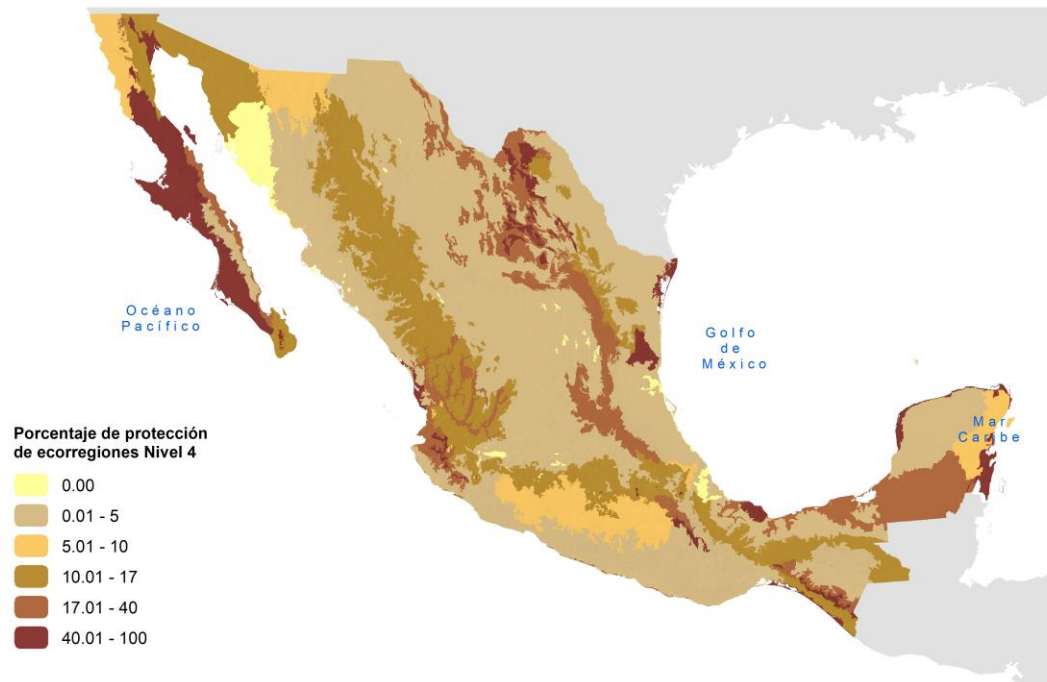 Océano
Pacífico
Golfo
de
México
Mar
Caribe
Porcentaje de protección
de ecorregiones Nivel 4
0.00
0.01 - 5
5.01 - 10
10.01 - 17
17.01 - 40
40.01 - 100